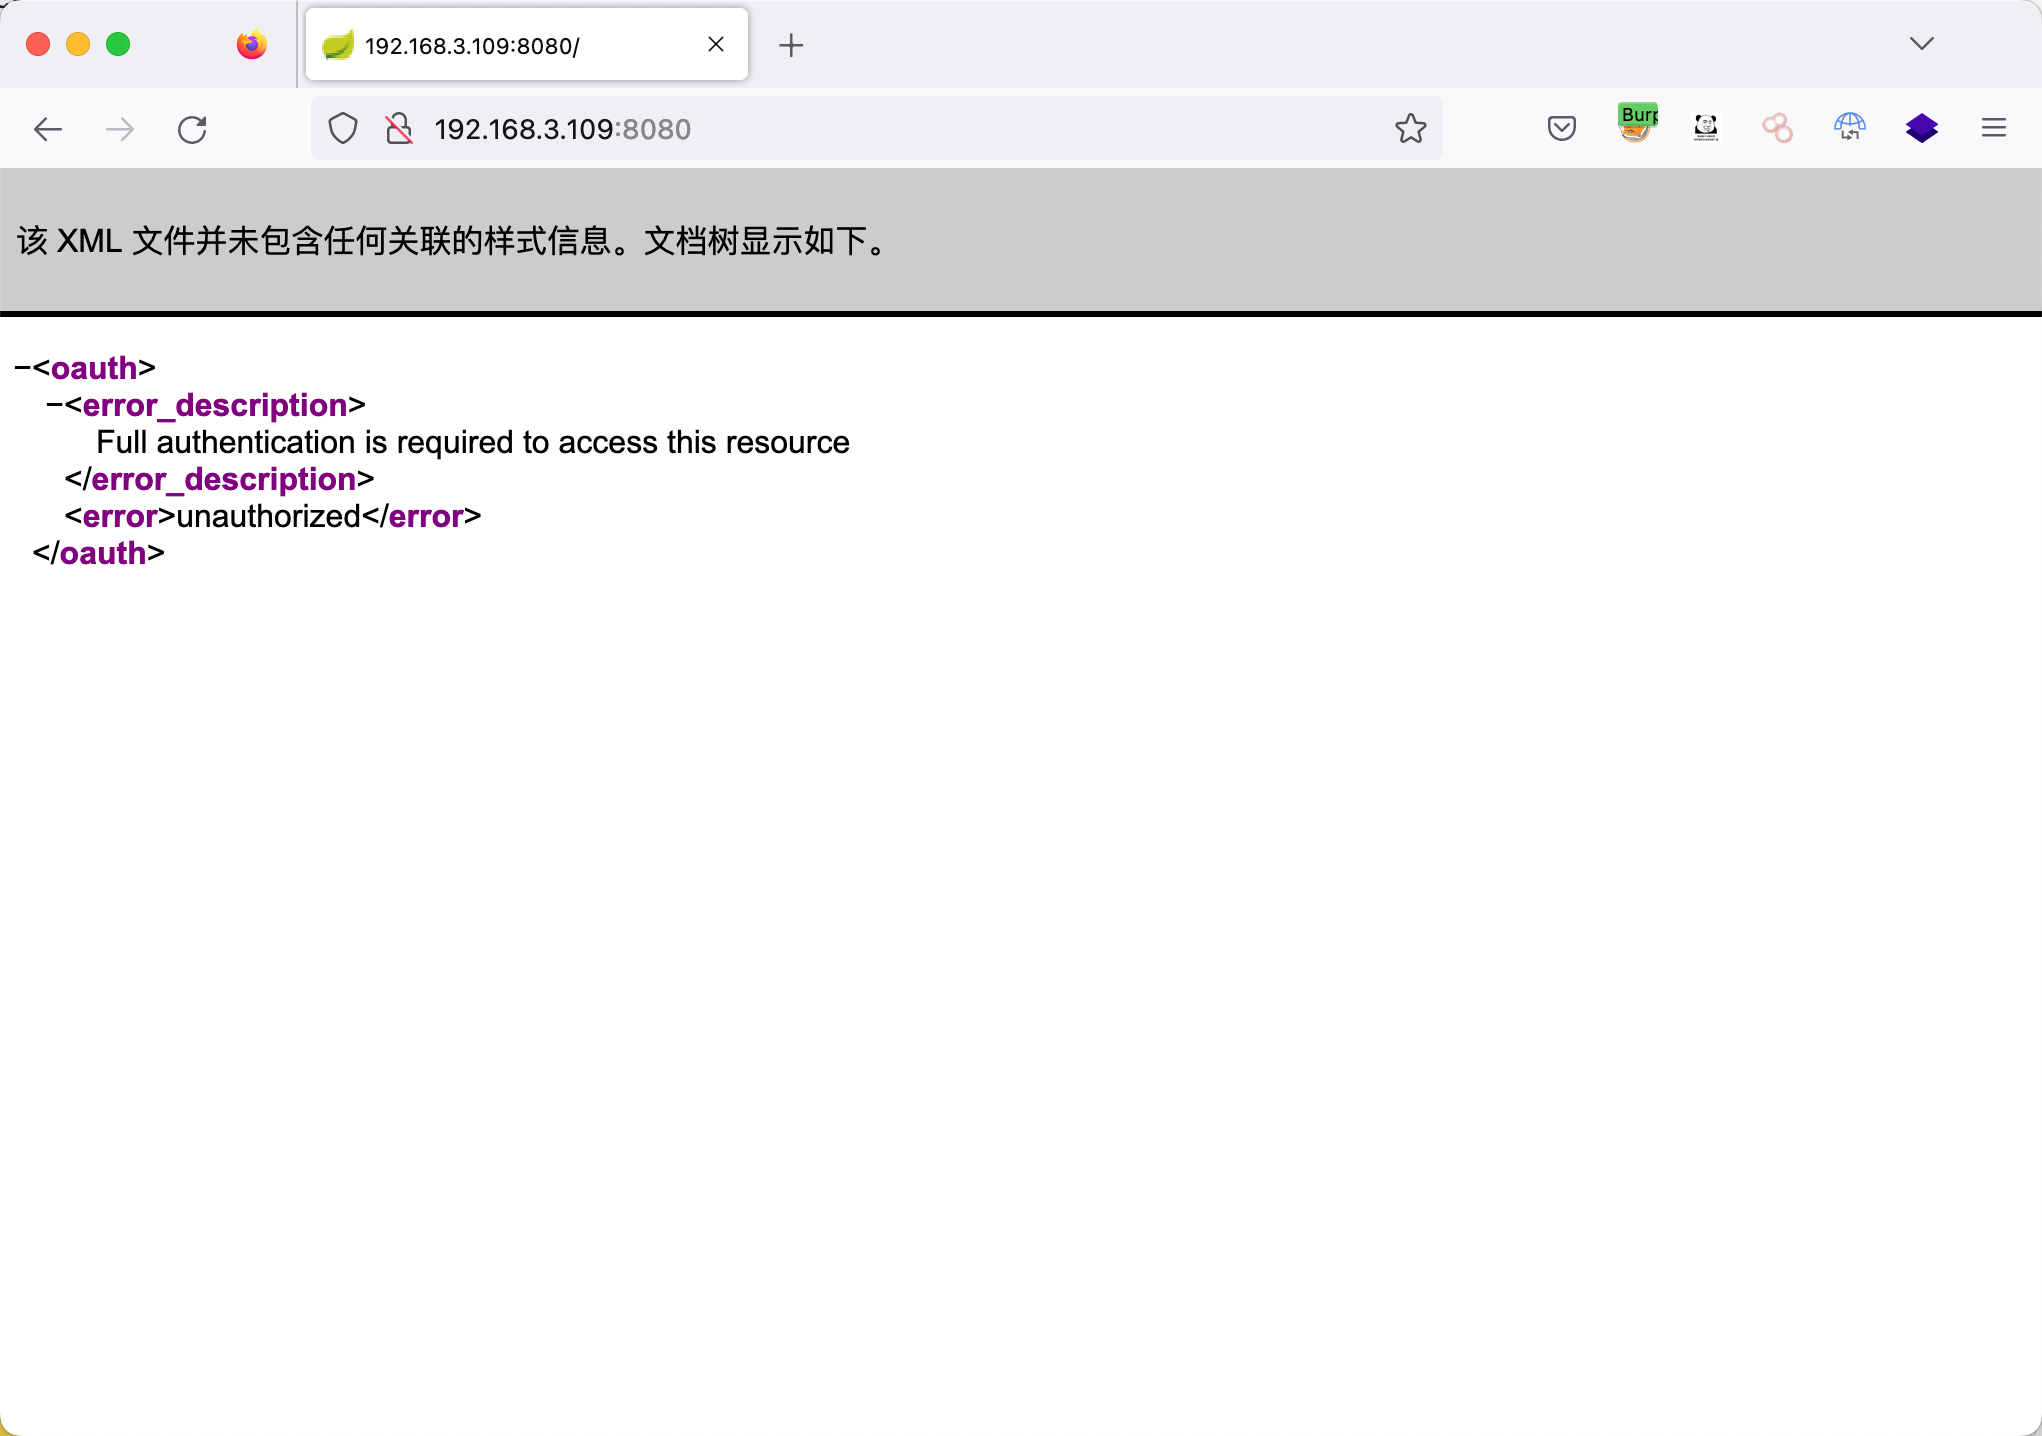 192.168.3.109:8080/
192.168.3.109:8080
Burp
该 XML 文件并未包含任何关联的样式信息。文档树显示如下。
−<oauth>
−<error_description>
Full authentication is required to access this resource
</error_description>
<error>unauthorized</error>
</oauth>